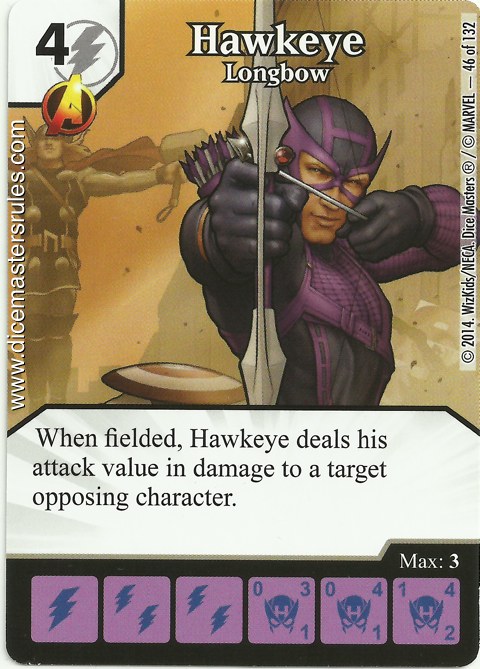 4
Hawkeye
Longbow
A
www.dicemastersrules.com
© 2014. WizKids/NECA. Dice Masters ® / © MARVEL — 46 of 132
H
When fielded, Hawkeye deals his
attack value in damage to a target
opposing character.
Max: 3
0 3 1 H
0 4 1 H
1 4 2 H